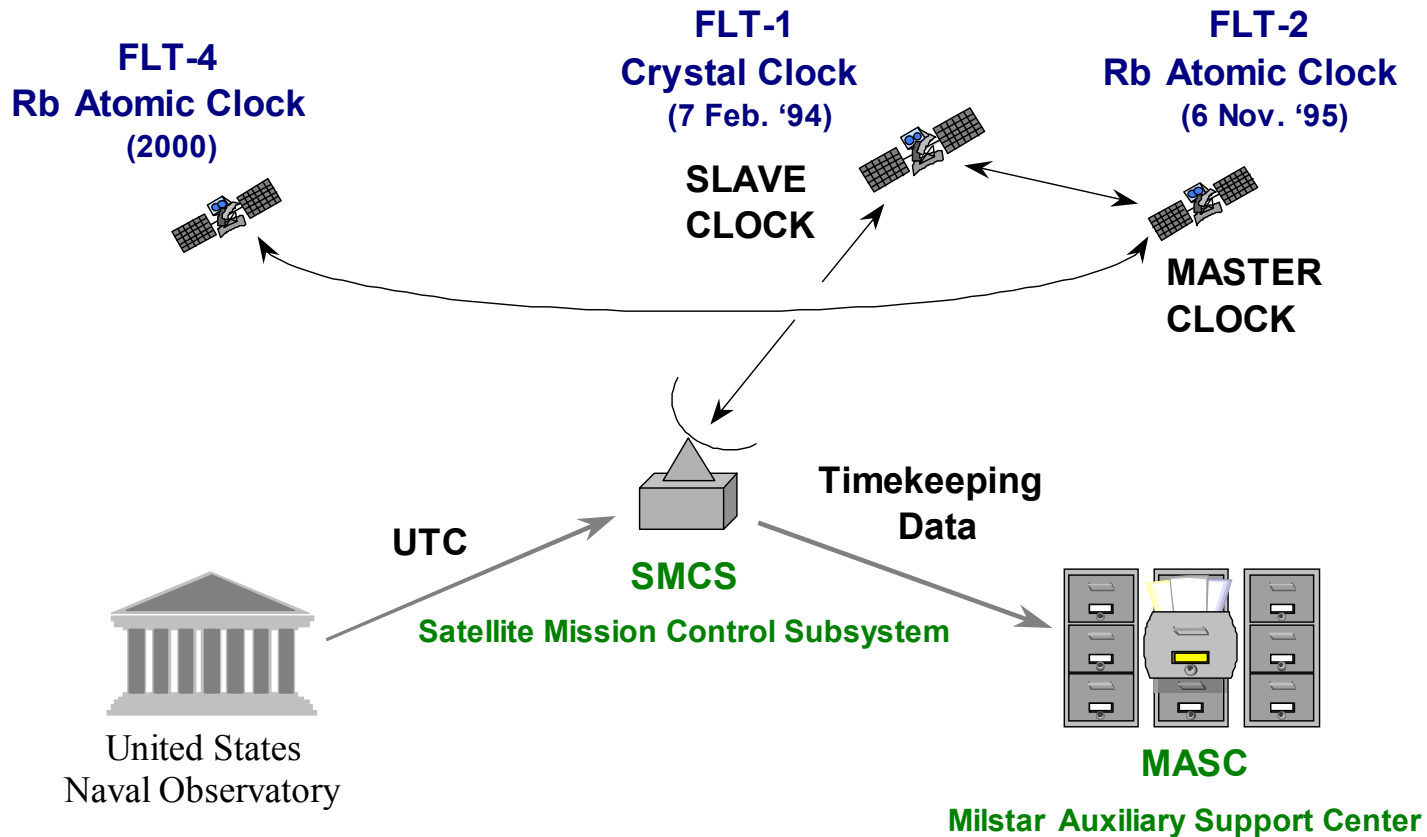 FLT-4
Rb Atomic Clock
(2000)
FLT-1
Crystal Clock
(7 Feb. ‘94)
FLT-2
Rb Atomic Clock
(6 Nov. ‘95)
SLAVE
CLOCK
MASTER
CLOCK
UTC
Timekeeping
Data
SMCS
Satellite Mission Control Subsystem
United States
Naval Observatory
MASC
Milstar Auxiliary Support Center